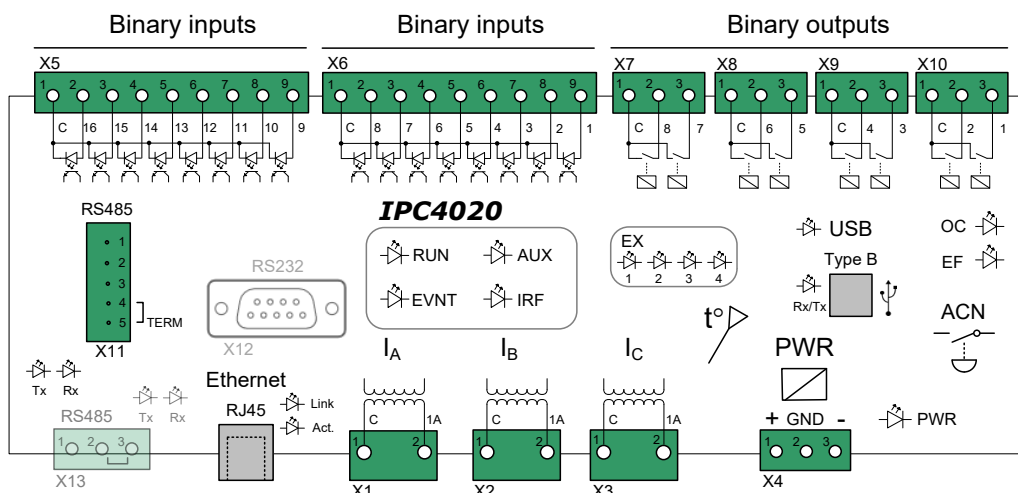 Binary inputs Binary inputs Binary outputs
X5 X6 X7 X8 X9 X10
1 2 3 4 5 6 7 8 9 1 2 3 4 5 6 7 8 9 1 2 3 1 2 3 1 2 3 1 2 3
C 16 15 14 13 12 11 10 9 C 8 7 6 5 4 3 2 1 C 8 7 C 6 5 C 4 3 C 2 1
IPC4020
RS485
1
2
3
4
5
TERM
X11
RS232
X12
RUN AUX
EVNT IRF
EX
1 2 3 4
USB
Type B
Rx/Tx
OC
EF
t°
ACN
Tx Rx
Tx Rx
RS485
1 2 3
X13
Ethernet
RJ45
Link
Act.
I_A I_B I_C
C 1A C 1A C 1A
1 2 1 2 1 2
X1 X2 X3
PWR
+ GND -
1 2 3
X4
PWR